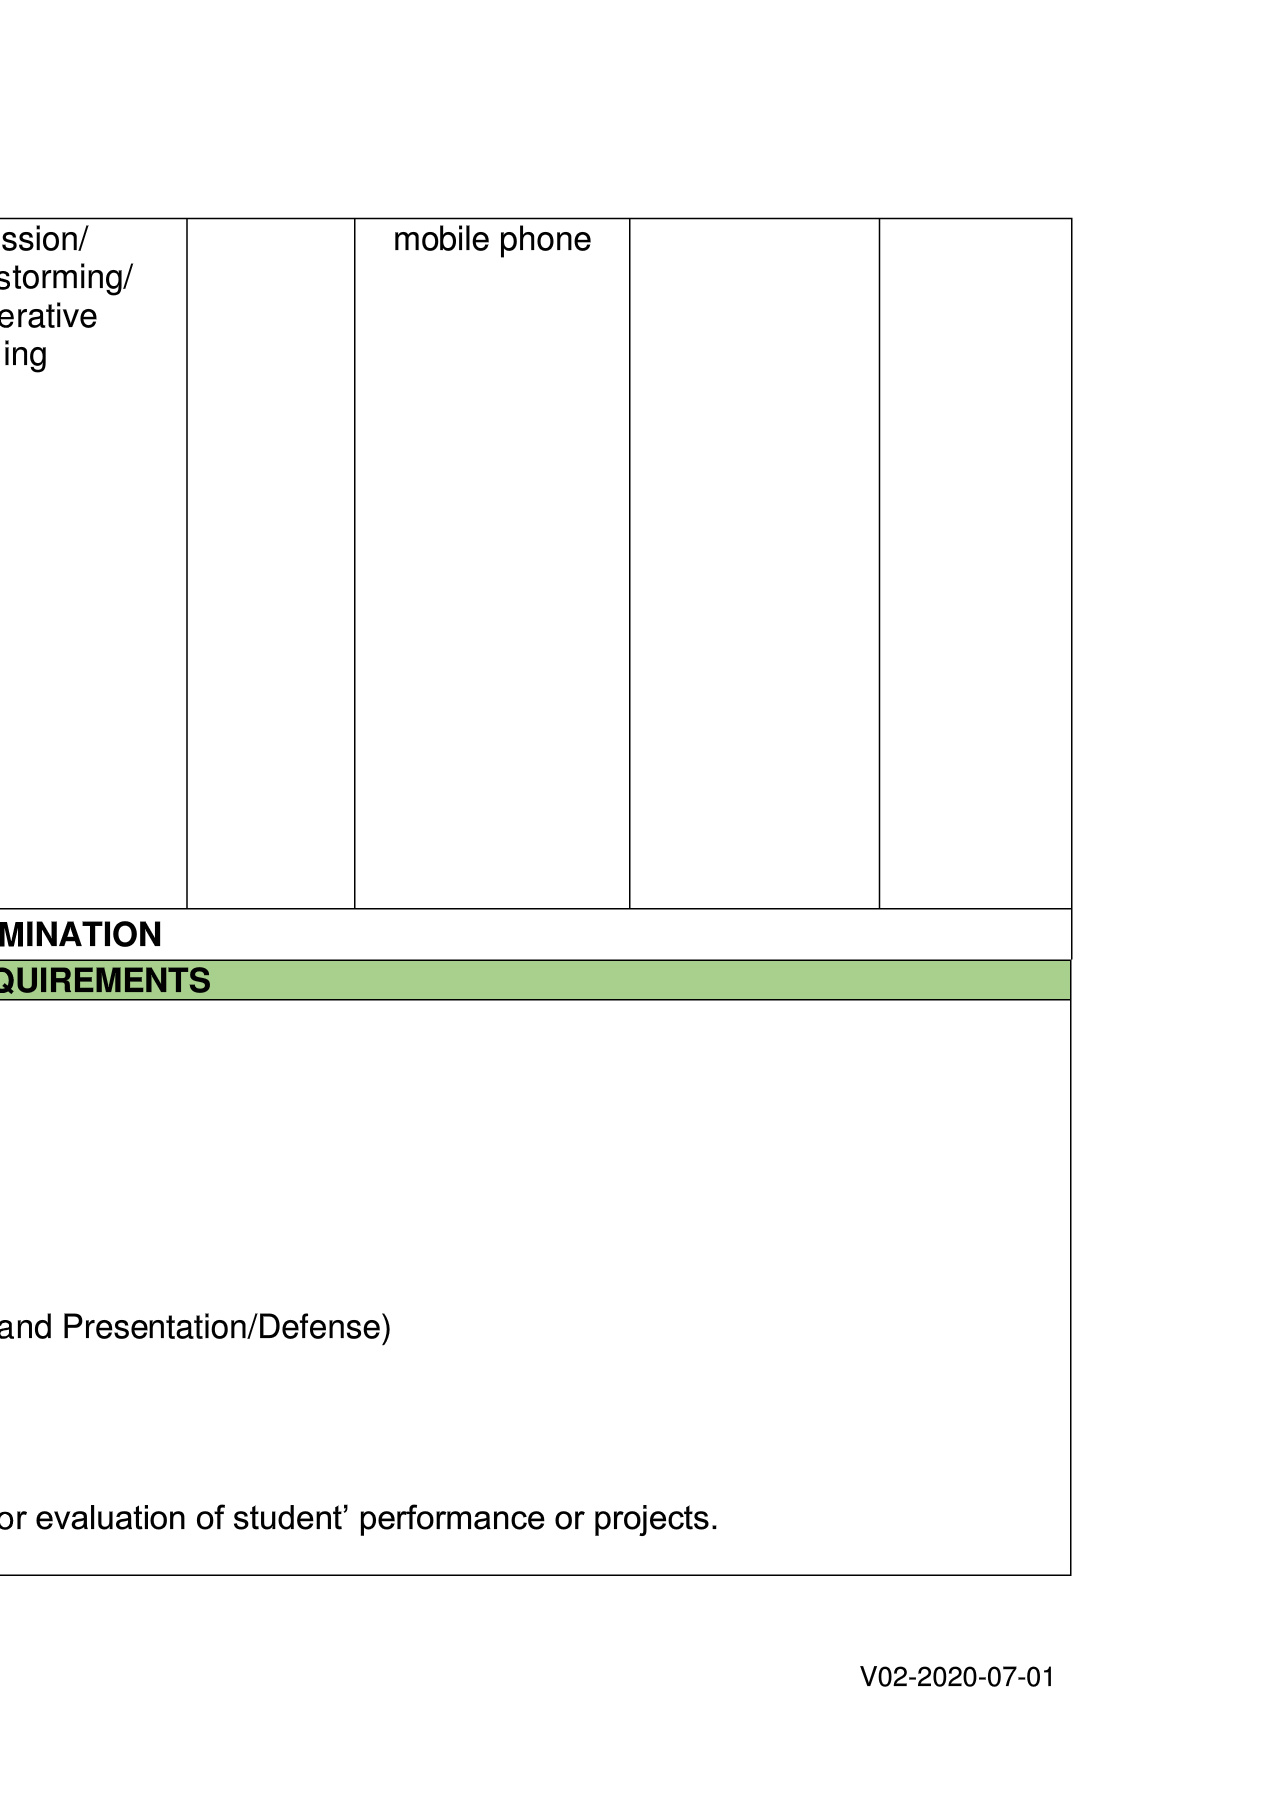 ssion/
storming/
erative
ing
mobile phone
MINATION
QUIREMENTS
and Presentation/Defense)
or evaluation of student’ performance or projects.
V02-2020-07-01